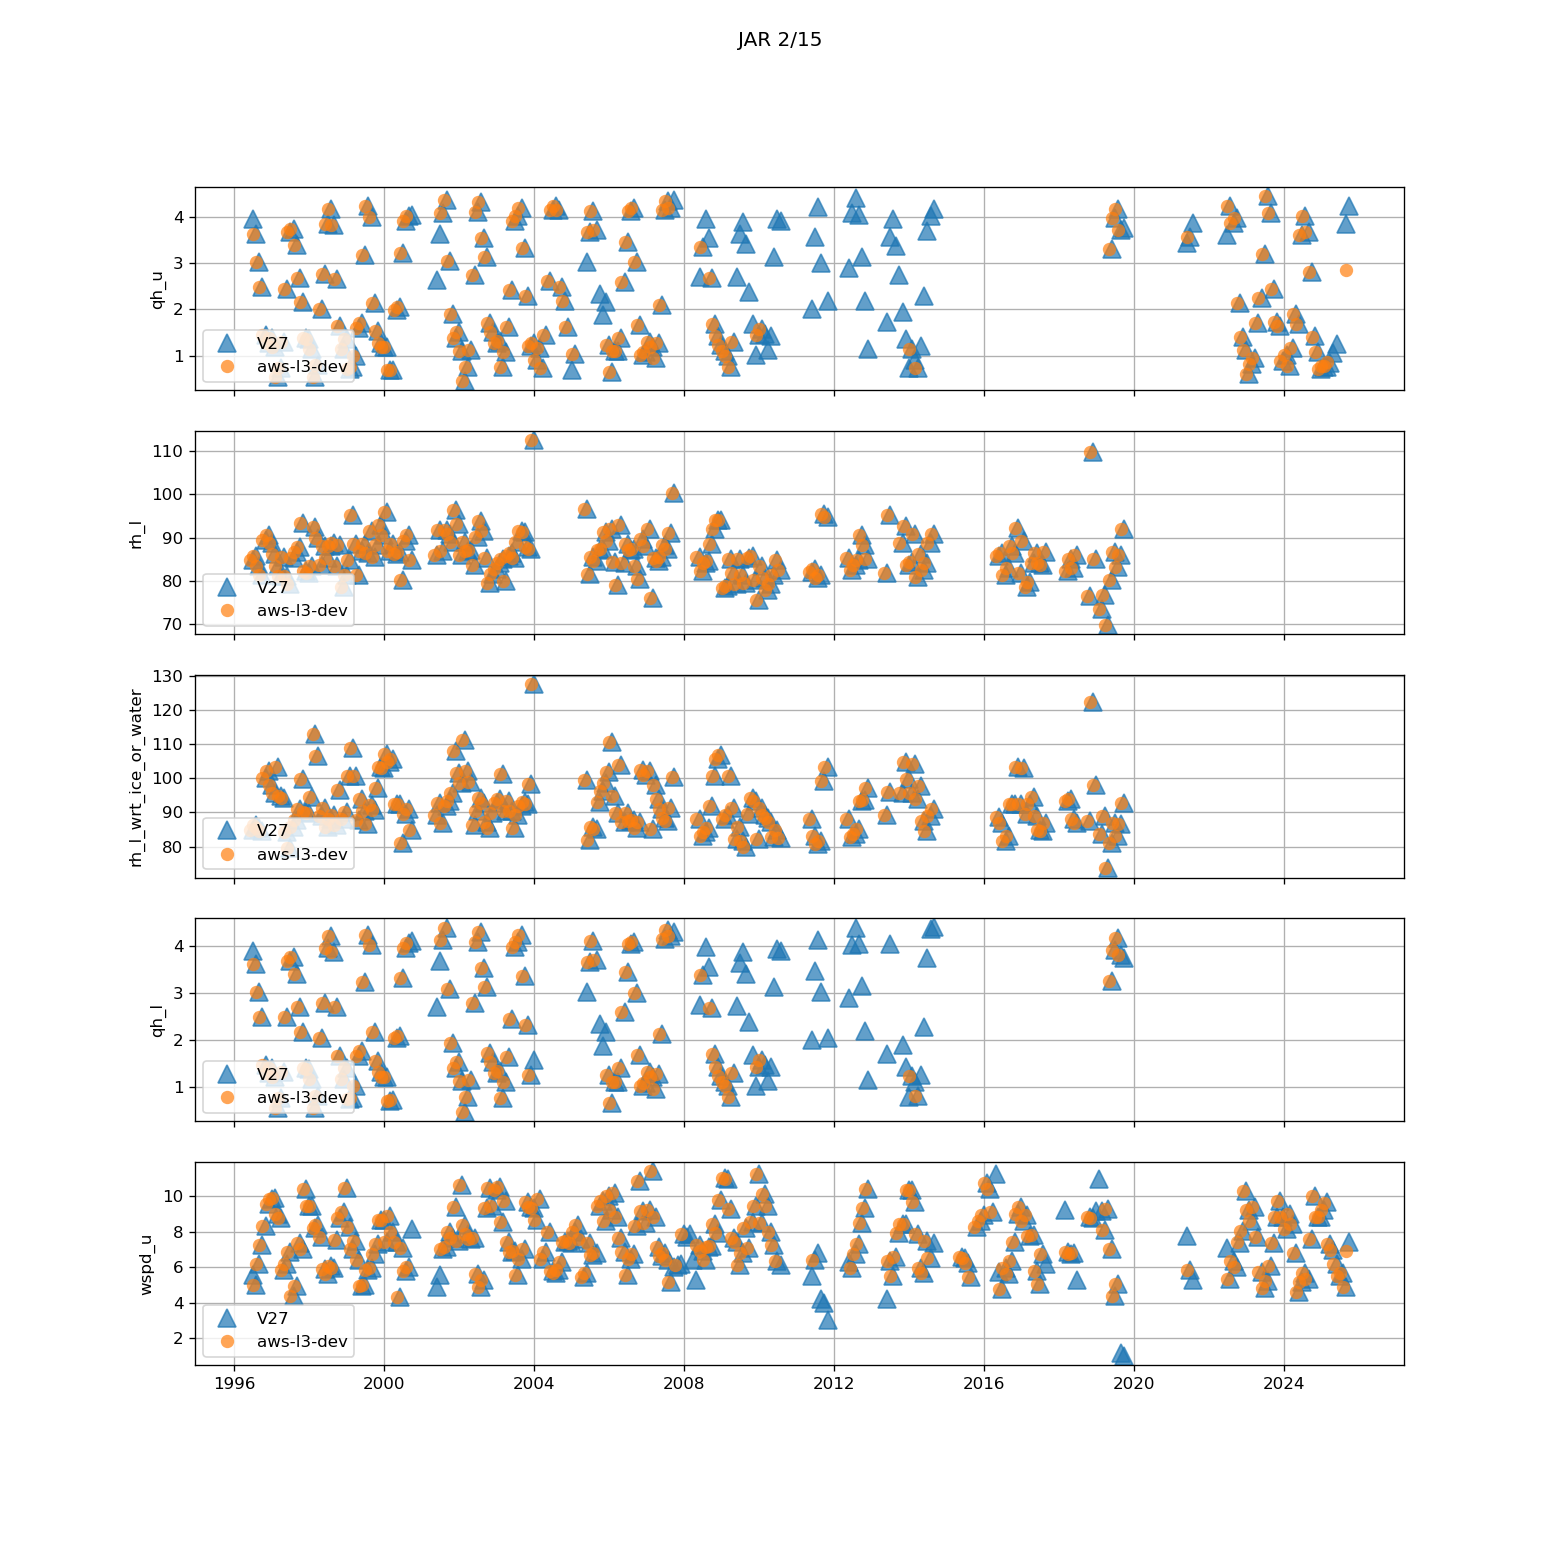 JAR 2/15
qh_u
4
3
2
1
V27
aws-l3-dev
rh_l
110
100
90
80
70
V27
aws-l3-dev
rh_l_wrt_ice_or_water
130
120
110
100
90
80
V27
aws-l3-dev
qh_l
4
3
2
1
V27
aws-l3-dev
wspd_u
10
8
6
4
2
V27
aws-l3-dev
1996 2000 2004 2008 2012 2016 2020 2024